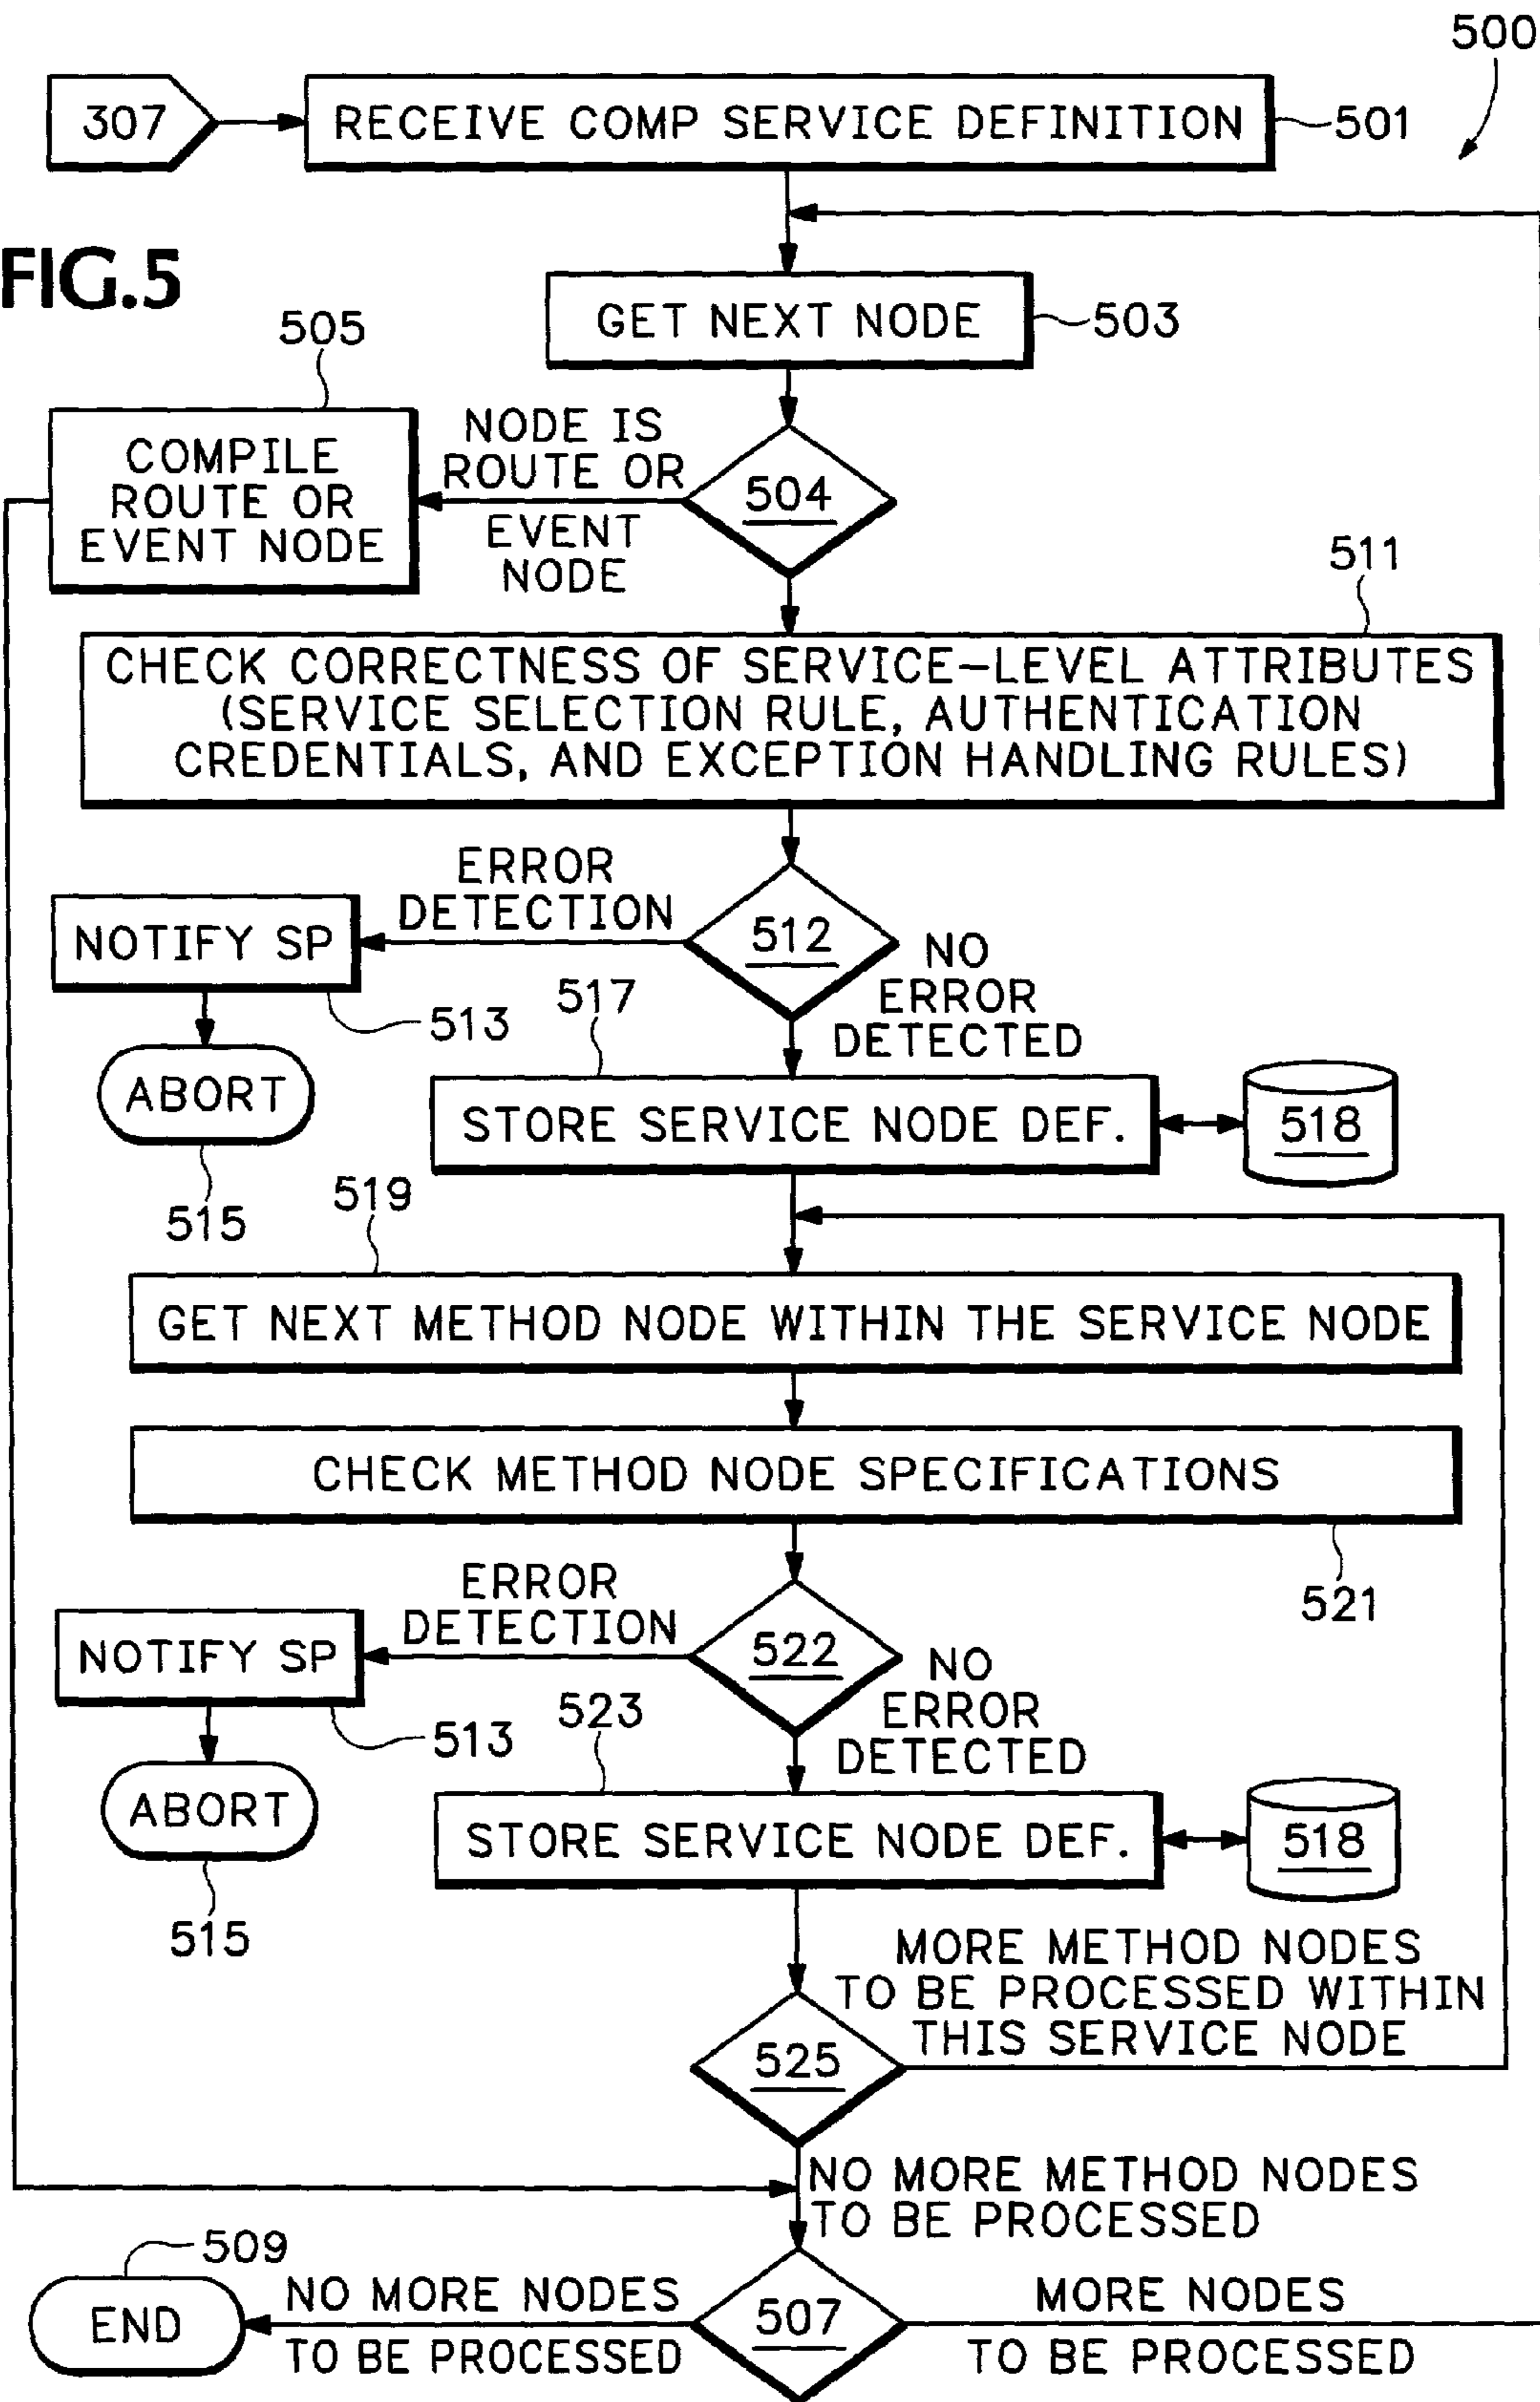 500
307
RECEIVE COMP SERVICE DEFINITION
501
FIG.5
GET NEXT NODE
503
505
COMPILE
ROUTE OR
EVENT NODE
NODE IS
ROUTE OR
EVENT
NODE
504
511
CHECK CORRECTNESS OF SERVICE-LEVEL ATTRIBUTES
(SERVICE SELECTION RULE, AUTHENTICATION
CREDENTIALS, AND EXCEPTION HANDLING RULES)
ERROR
DETECTION
512
NOTIFY SP
513
NO
ERROR
DETECTED
ABORT
515
517
STORE SERVICE NODE DEF.
518
519
GET NEXT METHOD NODE WITHIN THE SERVICE NODE
CHECK METHOD NODE SPECIFICATIONS
521
ERROR
DETECTION
522
NOTIFY SP
513
NO
ERROR
DETECTED
ABORT
515
523
STORE SERVICE NODE DEF.
518
MORE METHOD NODES
TO BE PROCESSED WITHIN
THIS SERVICE NODE
525
NO MORE METHOD NODES
TO BE PROCESSED
509
END
NO MORE NODES
TO BE PROCESSED
507
MORE NODES
TO BE PROCESSED